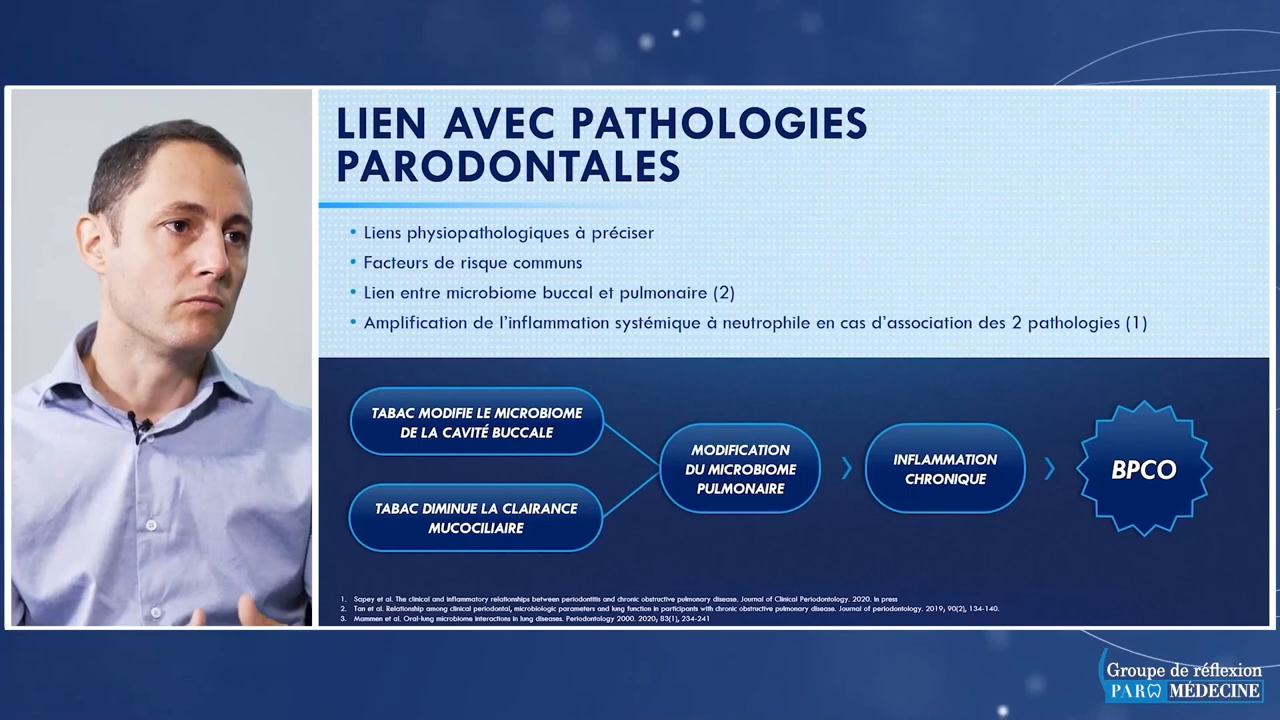 LIEN AVEC PATHOLOGIES
PARODONTALES
• Liens physiopathologiques à préciser
• Facteurs de risque communs
• Lien entre microbiome buccal et pulmonaire (2)
• Amplification de l'inflammation systémique à neutrophile en cas d'association des 2 pathologies (1)
TABAC MODIFIE LE MICROBIOME
DE LA CAVITÉ BUCCALE
TABAC DIMINUE LA CLAIRANCE
MUCOCILIAIRE
MODIFICATION
DU MICROBIOME
PULMONAIRE
INFLAMMATION
CHRONIQUE
BPCO
1. Sapey et al. The clinical and inflammatory relationships between periodontitis and chronic obstructive pulmonary disease. Journal of Clinical Periodontology. 2020. In press
2. Tan et al. Relationship among clinical periodontal, microbiologic parameters and lung function in participants with chronic obstructive pulmonary disease. Journal of periodontology. 2019; 90(2), 134-140.
3. Mammen et al. Oral-lung microbiome interactions in lung diseases. Periodontology 2000. 2020; 83(1), 234-241
Groupe de réflexion
PARO MÉDECINE